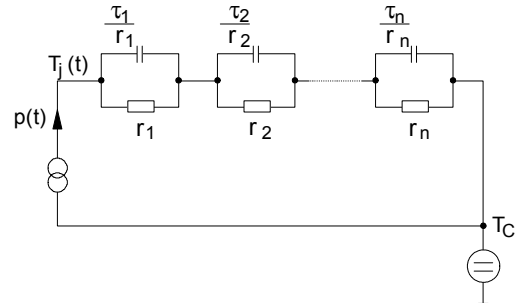 τ1 τ2 τn
r1 r2 rn
Tj (t)
p(t)
r1 r2 rn
TC